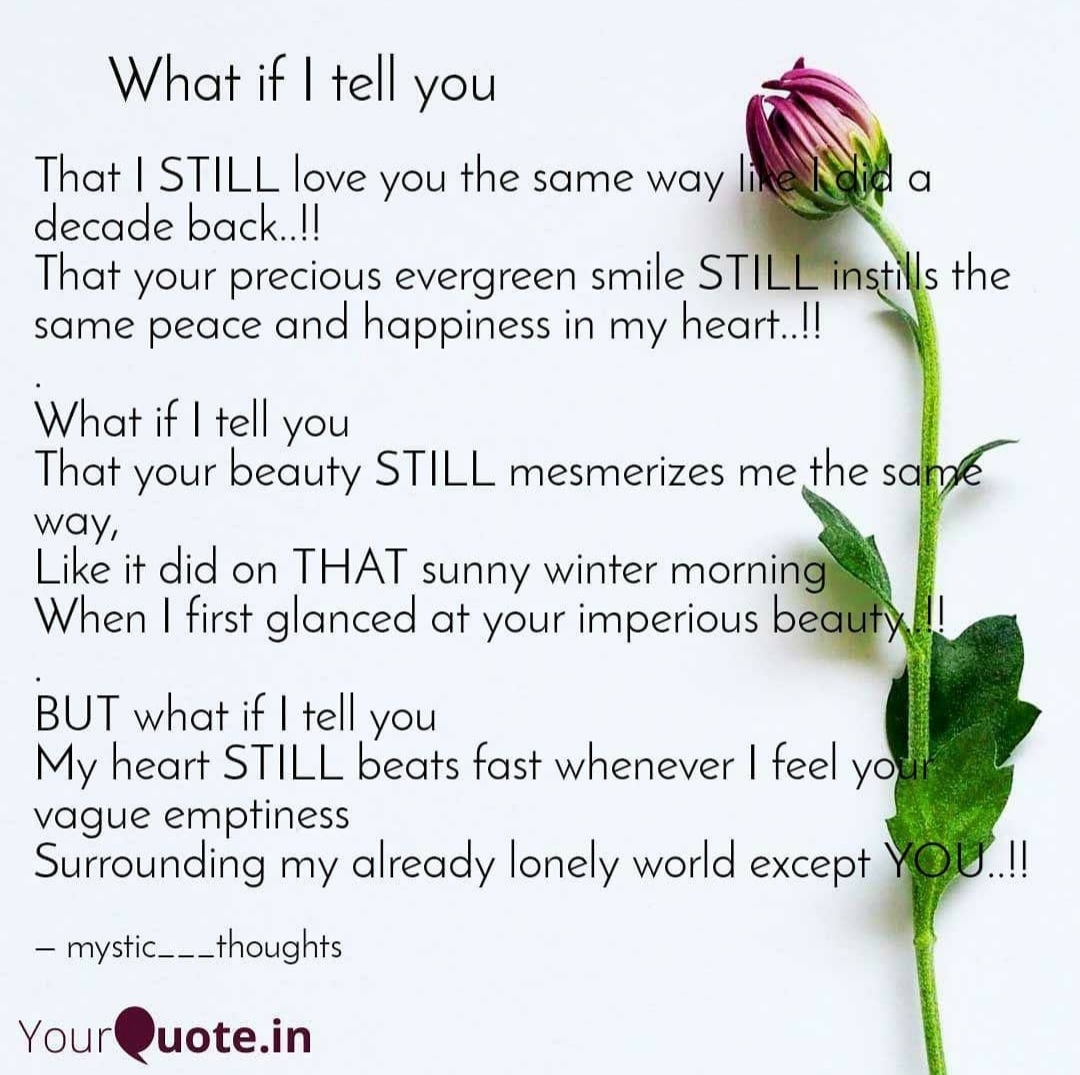 What if I tell you
That I STILL love you the same way like I did a
decade back..!!
That your precious evergreen smile STILL instills the
same peace and happiness in my heart..!!
.
What if I tell you
That your beauty STILL mesmerizes me the same
way,
Like it did on THAT sunny winter morning
When I first glanced at your imperious beauty..!!
.
BUT what if I tell you
My heart STILL beats fast whenever I feel your
vague emptiness
Surrounding my already lonely world except YOU..!!
– mystic___thoughts
YourQuote.in